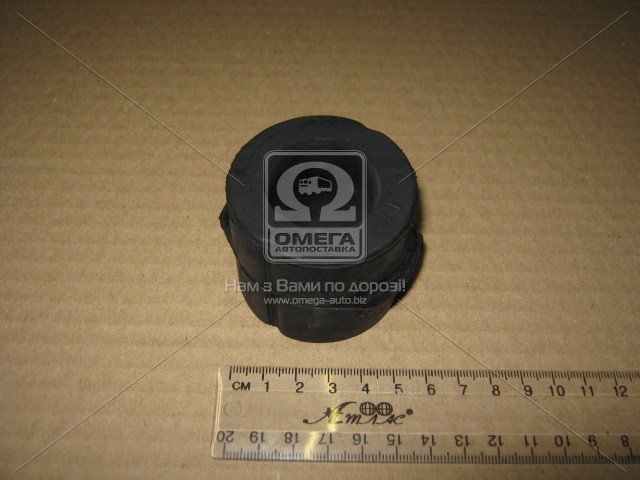 ОМЕГА
АВТОПОСТАВКА
Нам з Вами по дорозі!
www.omega-auto.biz
СМ 1 2 3 4 5 6 7 8 9 10 11 12
Атлас®
20 19 18 17 16 15 14 13 12 11 10 9 8